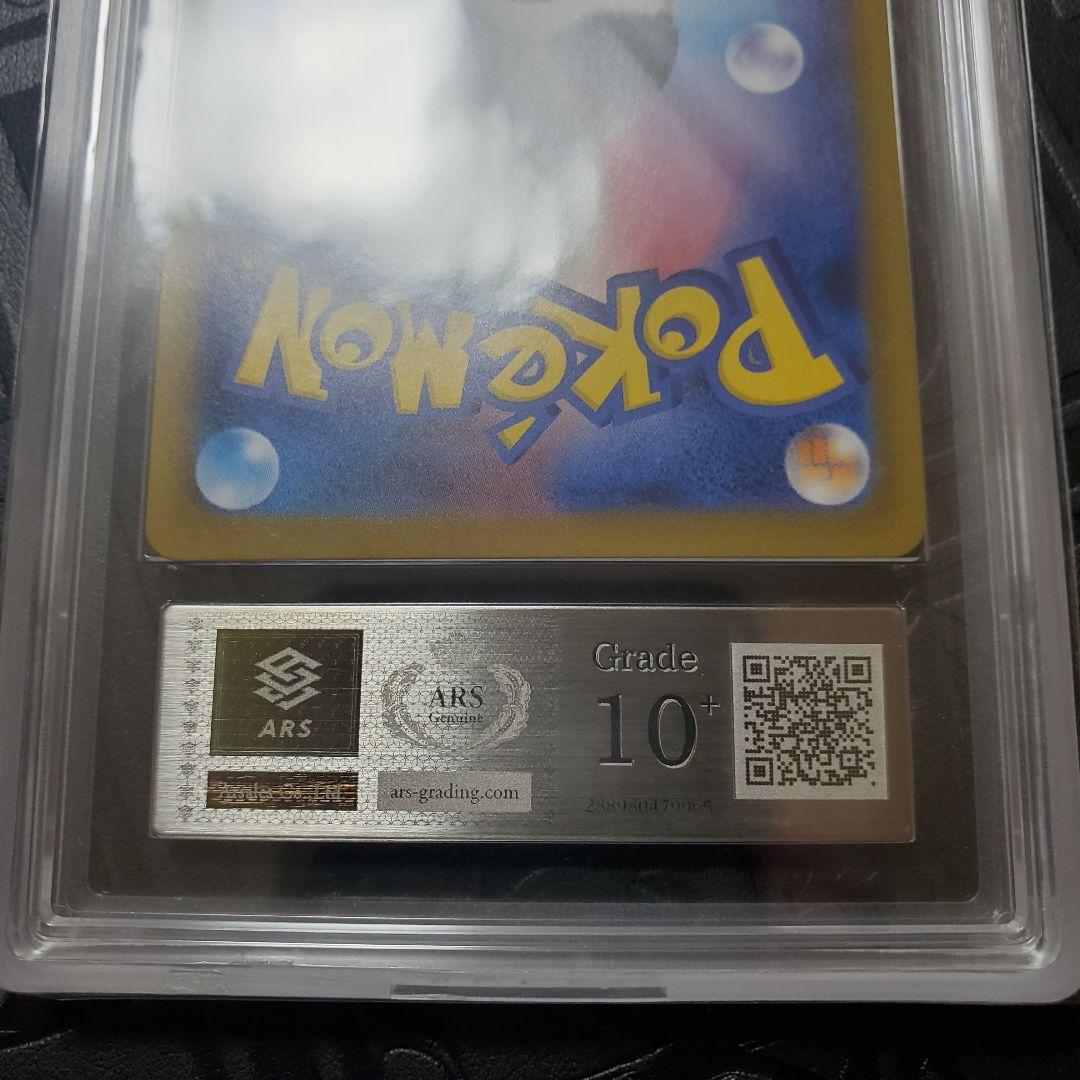 POKéMON
ARS
ARS
Genuine
ars-grading.com
Grade
10+